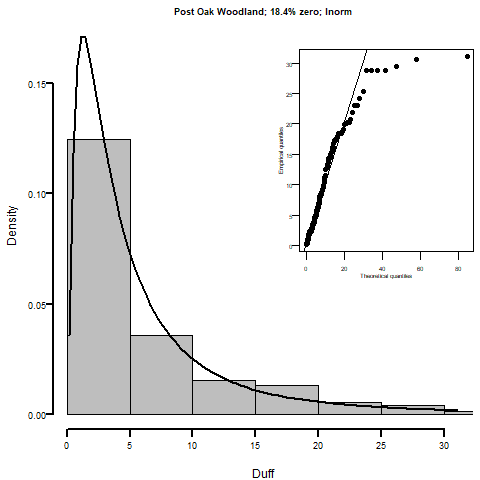 Post Oak Woodland; 18.4% zero; lnorm
Density
0.15
0.10
0.05
0.00
0 5 10 15 20 25 30
Duff
Empirical quantiles
30
25
20
15
10
5
0
0 20 40 60 80
Theoretical quantiles